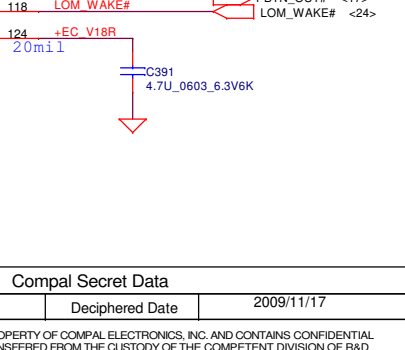 118 LOM_WAKE# LOM_WAKE# <24>
124 +EC_V18R
20mil
C391
4.7U_0603_6.3V6K
Compal Secret Data
Deciphered Date 2009/11/17
OPERTY OF COMPAL ELECTRONICS, INC. AND CONTAINS CONFIDENTIAL